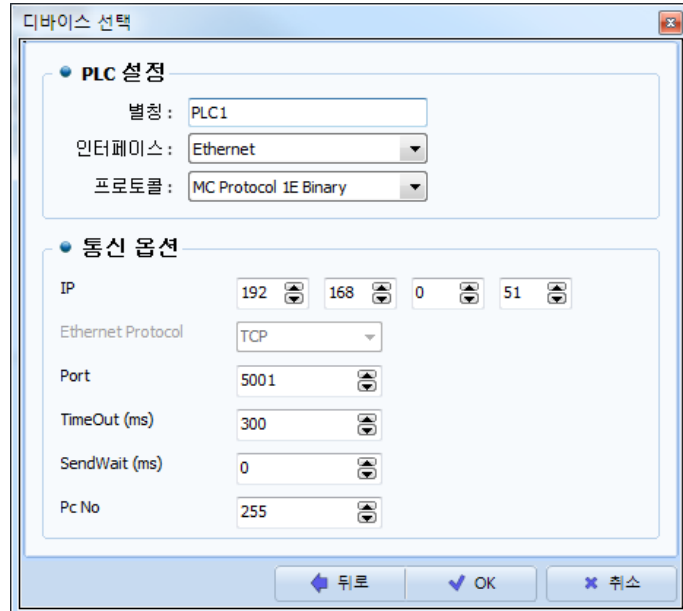 디바이스 선택
PLC 설정
별칭 : PLC1
인터페이스 : Ethernet
프로토콜 : MC Protocol 1E Binary
통신 옵션
IP 192 168 0 51
Ethernet Protocol TCP
Port 5001
TimeOut (ms) 300
SendWait (ms) 0
Pc No 255
뒤로 OK 취소